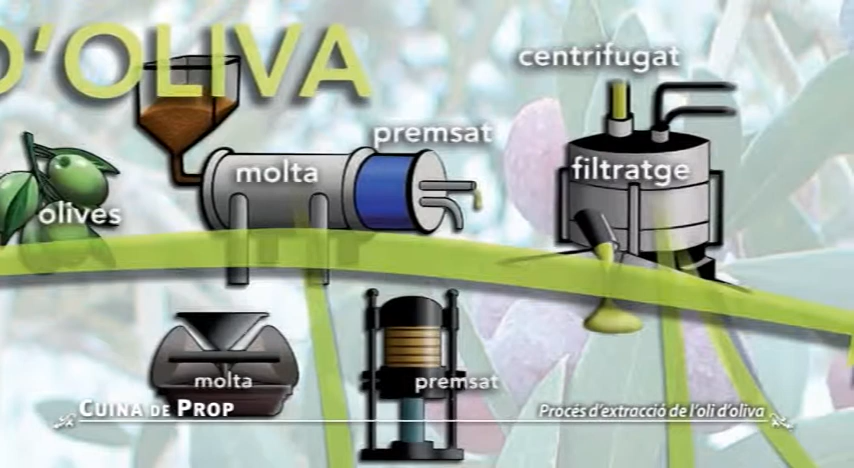 D'OLIVA
centrifugat
premsat
molta
filtratge
olives
molta
premsat
CUINA DE PROP
Procés d'extracció de l'oli d'oliva